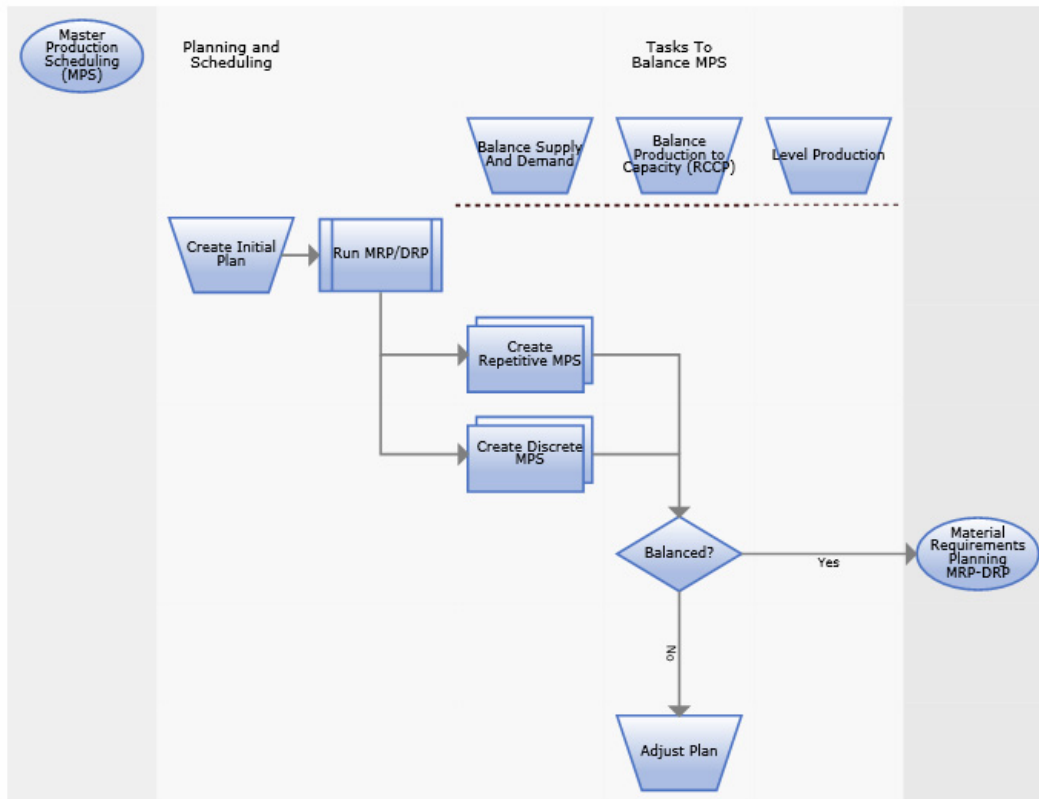 Master
Production
Scheduling
(MPS)
Planning and
Scheduling
Tasks To
Balance MPS
Balance Supply
And Demand
Balance
Production to
Capacity (RCCP)
Level Production
Create Initial
Plan
Run MRP/DRP
Create
Repetitive MPS
Create Discrete
MPS
Balanced?
Yes
Material
Requirements
Planning
MRP-DRP
No
Adjust Plan